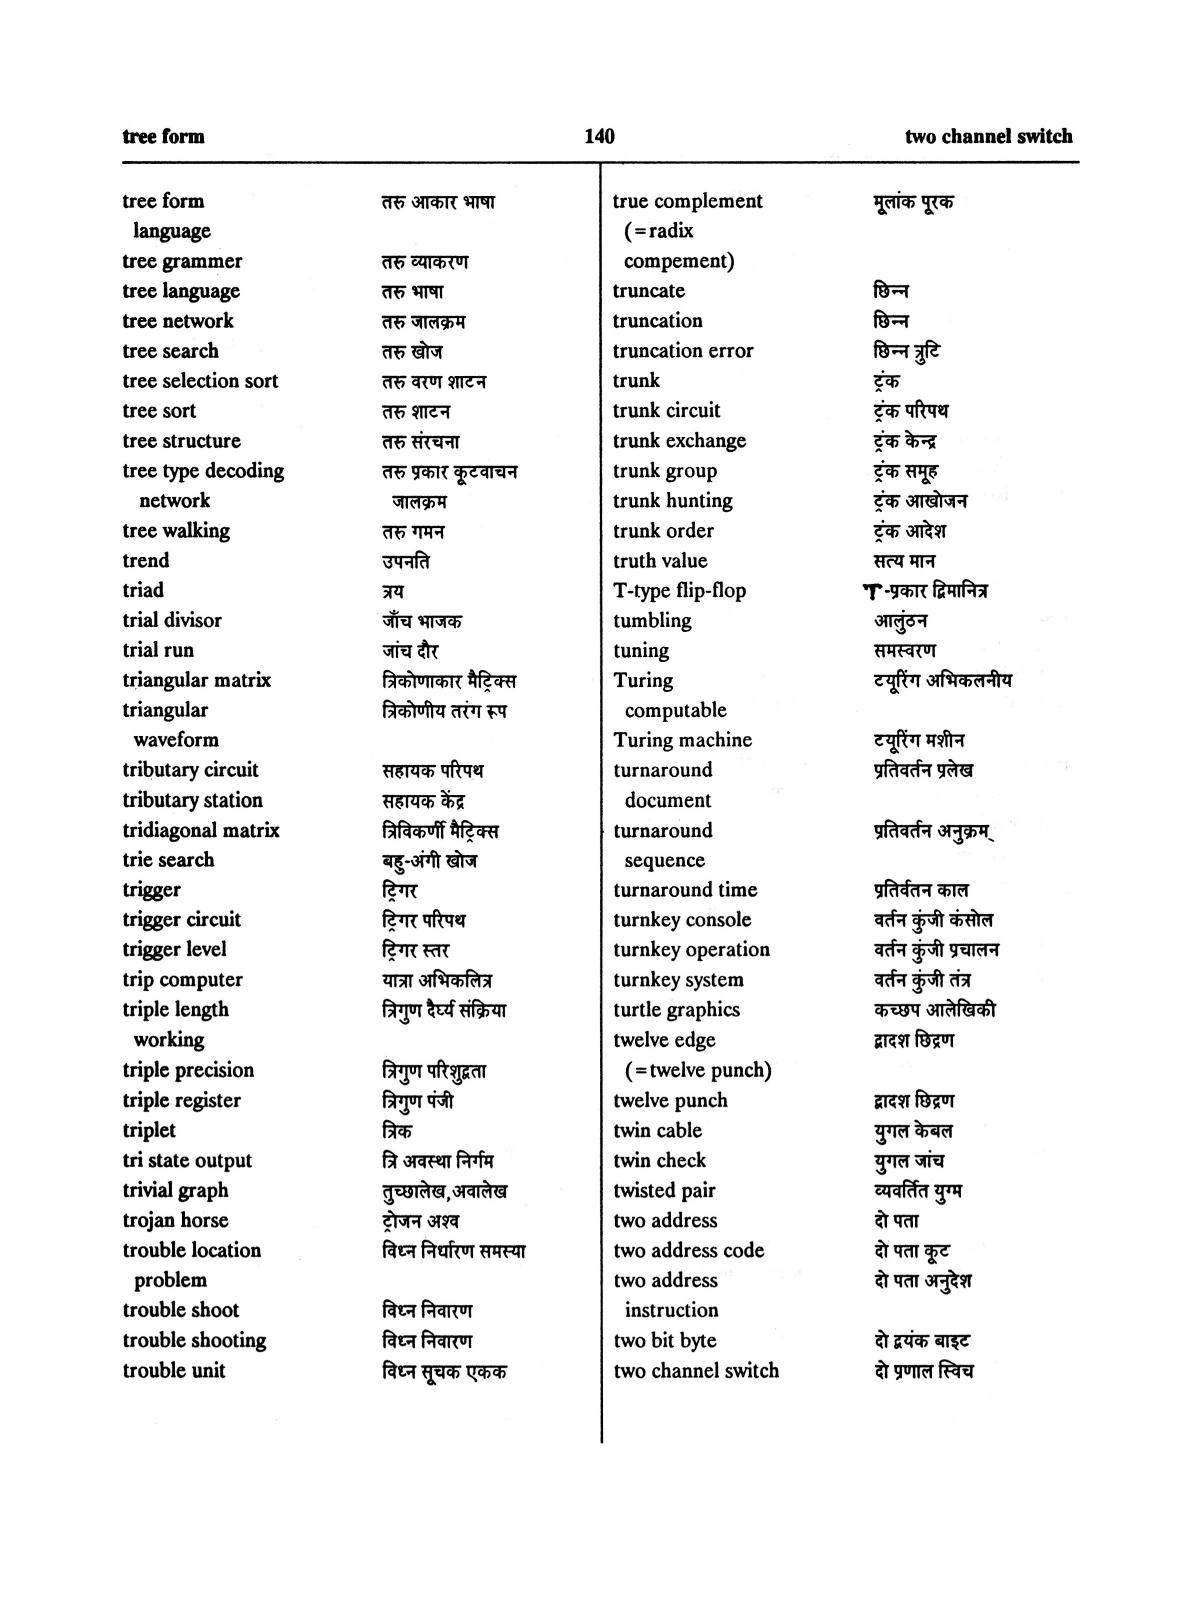 tree form 140 two channel switch
tree form तरु आकार भाषा
language
tree grammer तरु व्याकरण
tree language तरु भाषा
tree network तरु जालक्रम
tree search तरु खोज
tree selection sort तरु वरण शाटन
tree sort तरु शाटन
tree structure तरु संरचना
tree type decoding तरु प्रकार कूटवाचन
network जालक्रम
tree walking तरु गमन
trend उपनति
triad त्रय
trial divisor जाँच भाजक
trial run जांच दौर
triangular matrix त्रिकोणाकार मैट्रिक्स
triangular त्रिकोणीय तरंग रूप
waveform
tributary circuit सहायक परिपथ
tributary station सहायक केंद्र
tridiagonal matrix त्रिविकर्णी मैट्रिक्स
trie search बहु-अंगी खोज
trigger ट्रिगर
trigger circuit ट्रिगर परिपथ
trigger level ट्रिगर स्तर
trip computer यात्रा अभिकलित्र
triple length त्रिगुण दैर्घ्य संक्रिया
working
triple precision त्रिगुण परिशुद्वता
triple register त्रिगुण पंजी
triplet त्रिक
tri state output त्रि अवस्था निर्गम
trivial graph तुच्छालेख,अवालेख
trojan horse ट्रोजन अश्व
trouble location विध्न निर्धारण समस्या
problem
trouble shoot विध्न निवारण
trouble shooting विध्न निवारण
trouble unit विध्न सूचक एकक
true complement मूलांक पूरक
(=radix
compement)
truncate छिन्न
truncation छिन्न
truncation error छिन्न त्रुटि
trunk ट्रंक
trunk circuit ट्रंक परिपथ
trunk exchange ट्रंक केन्द्र
trunk group ट्रंक समूह
trunk hunting ट्रंक आखोजन
trunk order ट्रंक आदेश
truth value सत्य मान
T-type flip-flop T-प्रकार द्विमानित्र
tumbling आलुंठन
tuning समस्वरण
Turing टयूरिंग अभिकलनीय
computable
Turing machine टयूरिंग मशीन
turnaround प्रतिवर्तन प्रलेख
document
turnaround प्रतिवर्तन अनुक्रम्
sequence
turnaround time प्रतिर्वतन काल
turnkey console वर्तन कुंजी कंसोल
turnkey operation वर्तन कुंजी प्रचालन
turnkey system वर्तन कुंजी तंत्र
turtle graphics कच्छप आलेखिकी
twelve edge द्वादश छिद्रण
(=twelve punch)
twelve punch द्वादश छिद्रण
twin cable युगल केबल
twin check युगल जांच
twisted pair व्यवर्तित युग्म
two address दो पता
two address code दो पता कूट
two address दो पता अनुदेश
instruction
two bit byte दो द्वयंक बाइट
two channel switch दो प्रणाल स्विच